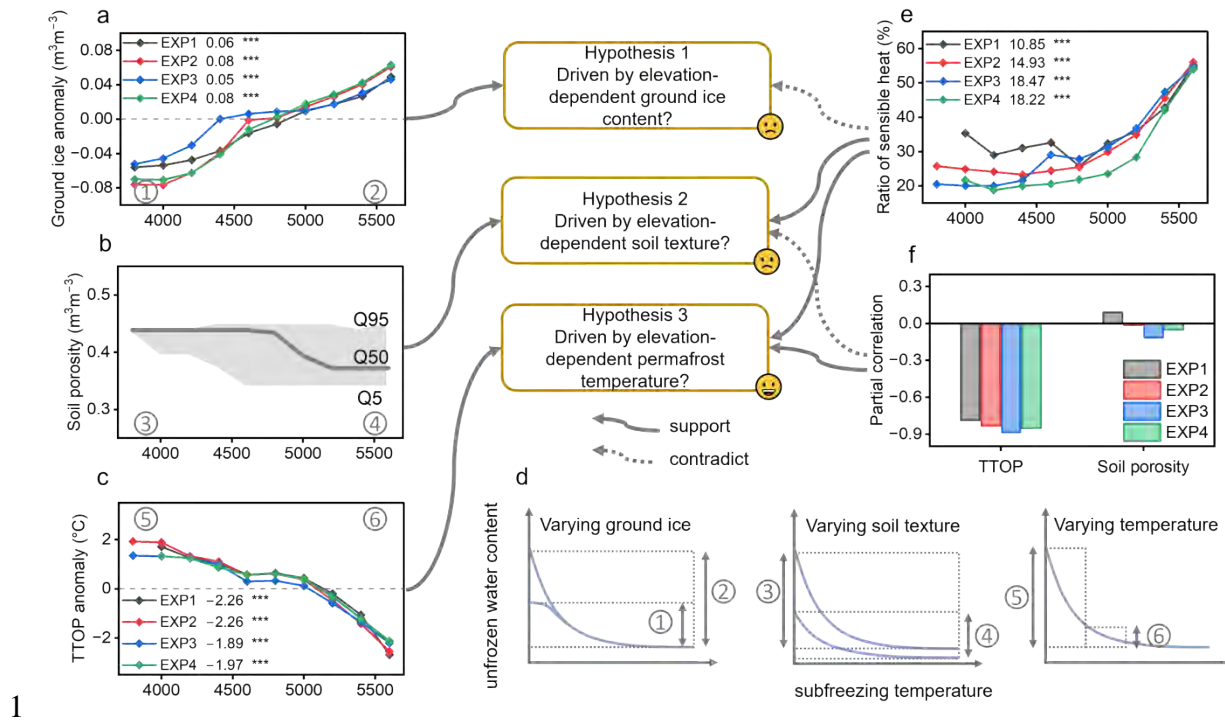 a
Ground ice anomaly (m³m⁻³)
0.08
0.04
0.00
−0.04
−0.08
EXP1 0.06 ***
EXP2 0.08 ***
EXP3 0.05 ***
EXP4 0.08 ***
①
②
4000 4500 5000 5500
b
Soil porosity (m³m⁻³)
0.5
0.4
0.3
Q95
Q50
Q5
③
④
4000 4500 5000 5500
c
TTOP anomaly (°C)
2
0
−2
⑤
⑥
EXP1 −2.26 ***
EXP2 −2.26 ***
EXP3 −1.89 ***
EXP4 −1.97 ***
4000 4500 5000 5500
Hypothesis 1
Driven by elevation-
dependent ground ice
content?
Hypothesis 2
Driven by elevation-
dependent soil texture?
Hypothesis 3
Driven by elevation-
dependent permafrost
temperature?
support
contradict
d
unfrozen water content
Varying ground ice
①
②
Varying soil texture
③
④
Varying temperature
⑤
⑥
subfreezing temperature
e
Ratio of sensible heat (%)
60
50
40
30
20
EXP1 10.85 ***
EXP2 14.93 ***
EXP3 18.47 ***
EXP4 18.22 ***
4000 4500 5000 5500
f
Partial correlation
0.3
0.0
−0.3
−0.6
−0.9
EXP1
EXP2
EXP3
EXP4
TTOP Soil porosity
1